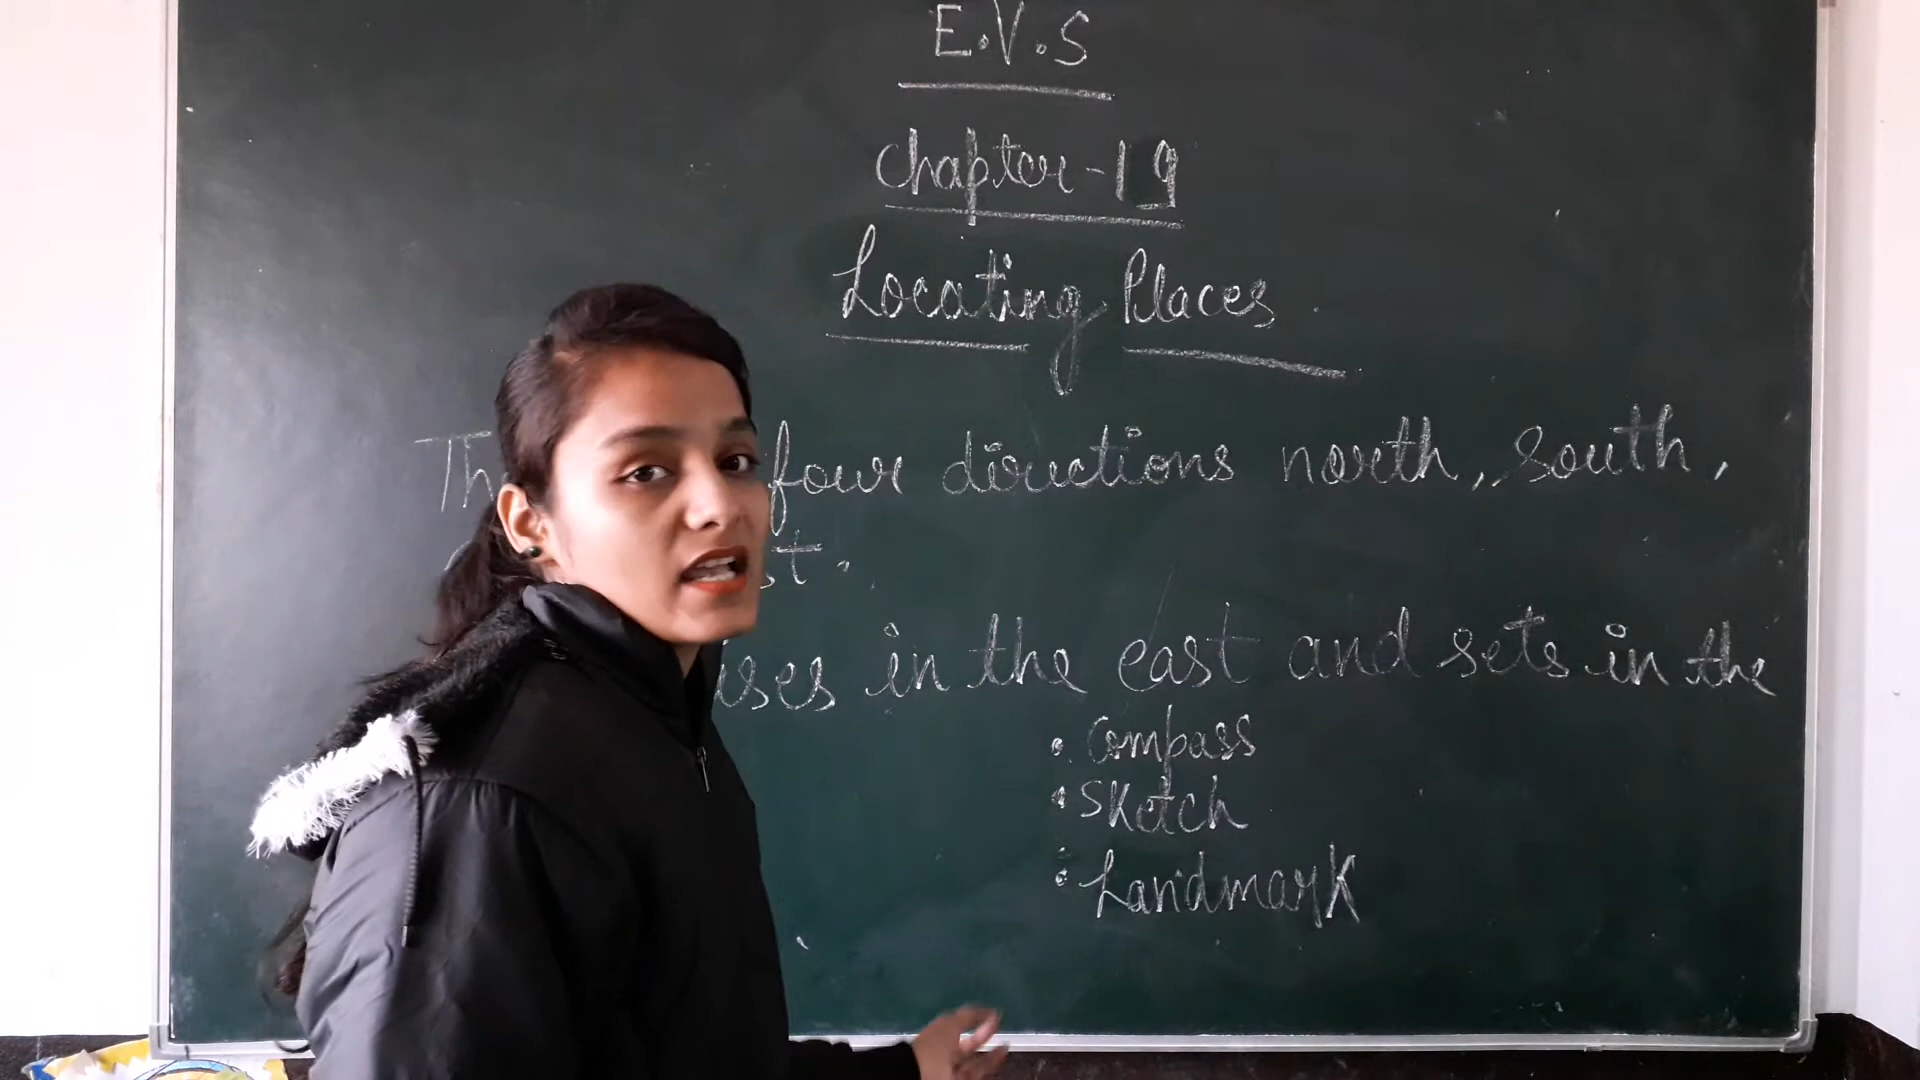 E.V.S
Chapter-19
Locating Places
Th four directions north, south,
st.
ises in the east and sets in the
• Compass
• Sketch
• Landmark